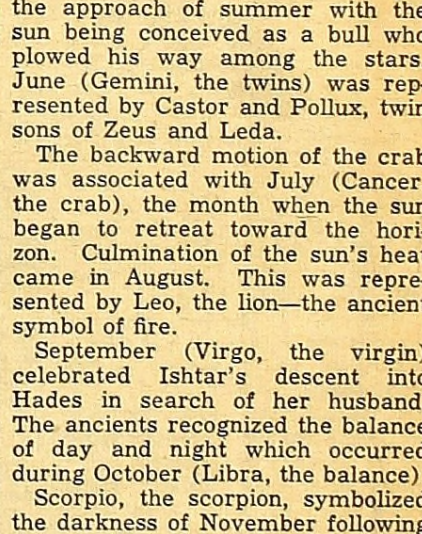 the approach of summer with the
sun being conceived as a bull who
plowed his way among the stars
June (Gemini, the twins) was rep-
resented by Castor and Pollux, twin
sons of Zeus and Leda.
The backward motion of the crab
was associated with July (Cancer
the crab), the month when the sun
began to retreat toward the hori-
zon. Culmination of the sun's heat
came in August. This was repre-
sented by Leo, the lion—the ancient
symbol of fire.
September (Virgo, the virgin)
celebrated Ishtar's descent into
Hades in search of her husband
The ancients recognized the balance
of day and night which occurred
during October (Libra, the balance)
Scorpio, the scorpion, symbolized
the darkness of November following